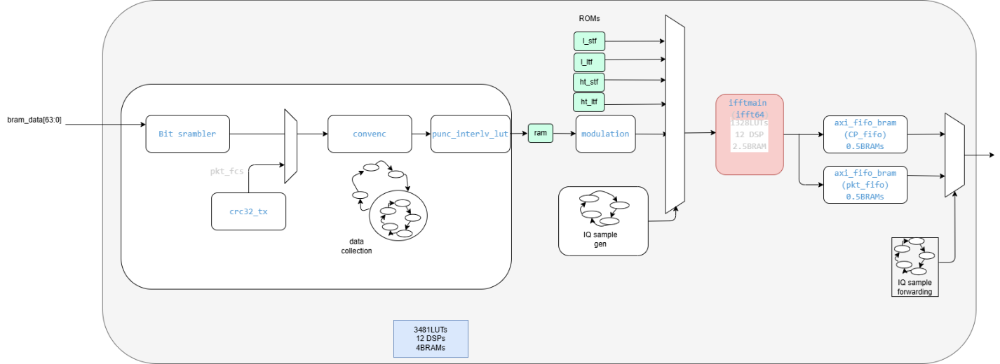 ROMs
l_stf
l_ltf
ht_stf
ht_ltf
bram_data[63:0]
Bit srambler
convenc
punc_interlv_lut
ram
modulation
ifftmain
(ifft64)
1328LUTs
12 DSP
2.5BRAM
axi_fifo_bram
(CP_fifo)
0.5BRAMs
axi_fifo_bram
(pkt_fifo)
0.5BRAMs
pkt_fcs
crc32_tx
data
collection
IQ sample
gen
IQ sample
forwarding
3481LUTs
12 DSPs
4BRAMs